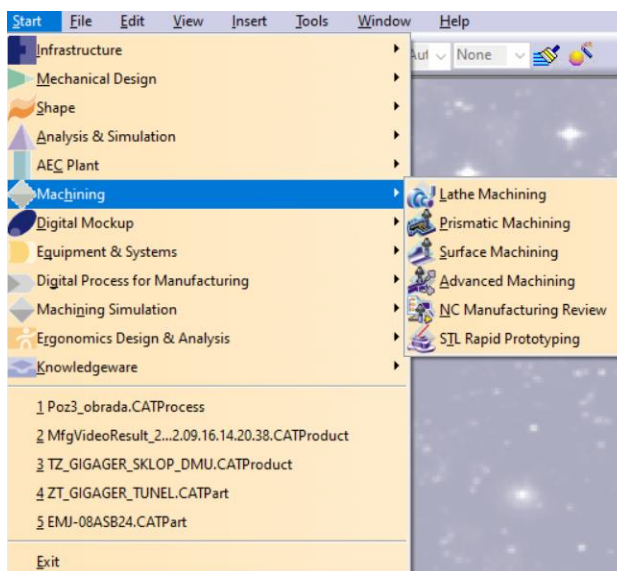 Start File Edit View Insert Tools Window Help
Aut None
Infrastructure
Mechanical Design
Shape
Analysis & Simulation
AEC Plant
Machining
Digital Mockup
Equipment & Systems
Digital Process for Manufacturing
Machining Simulation
Ergonomics Design & Analysis
Knowledgeware
Lathe Machining
Prismatic Machining
Surface Machining
Advanced Machining
NC Manufacturing Review
STL Rapid Prototyping
1 Poz3_obrada.CATProcess
2 MfgVideoResult_2...2.09.16.14.20.38.CATProduct
3 TZ_GIGAGER_SKLOP_DMU.CATProduct
4 ZT_GIGAGER_TUNEL.CATPart
5 EMJ-08ASB24.CATPart
Exit